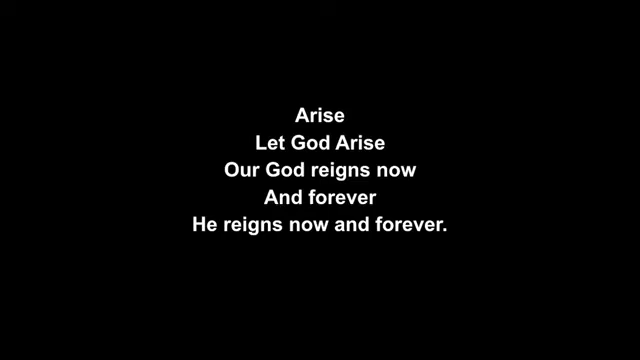 Arise
Let God Arise
Our God reigns now
And forever
He reigns now and forever.